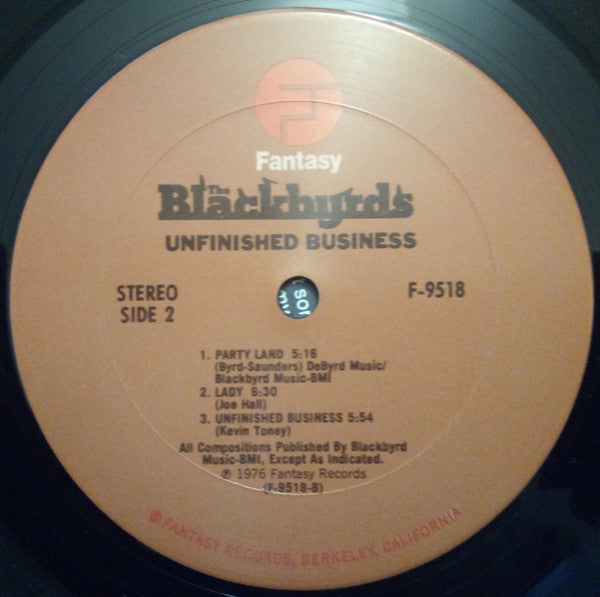 Fantasy
The Blackbyrds
UNFINISHED BUSINESS
STEREO
SIDE 2
F-9518
1. PARTY LAND 5:16
(Byrd-Saunders) DeByrd Music/
Blackbyrd Music-BMI
2. LADY 6:30
(Joe Hall)
3. UNFINISHED BUSINESS 5:54
(Kevin Toney)
All Compositions Published By Blackbyrd
Music-BMI, Except As Indicated.
℗ 1976 Fantasy Records
(F-9518-B)
®FANTASY RECORDS, BERKELEY, CALIFORNIA